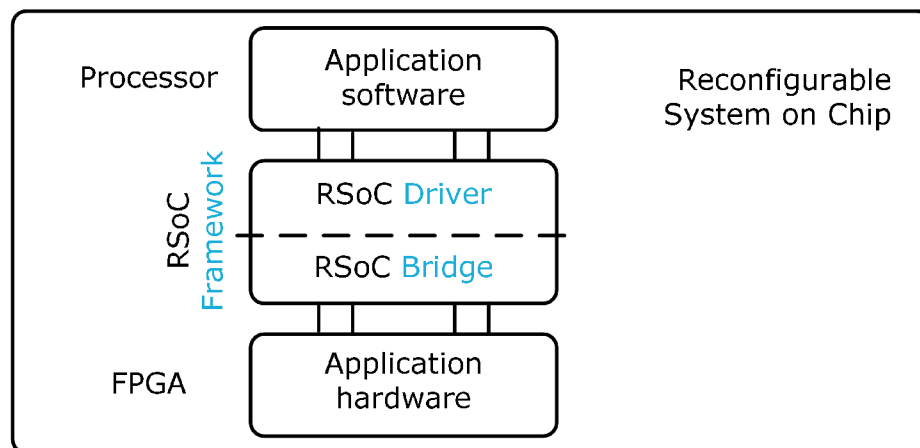 Processor
Application
software
Reconfigurable
System on Chip
RSoC
Framework
RSoC Driver
RSoC Bridge
FPGA
Application
hardware